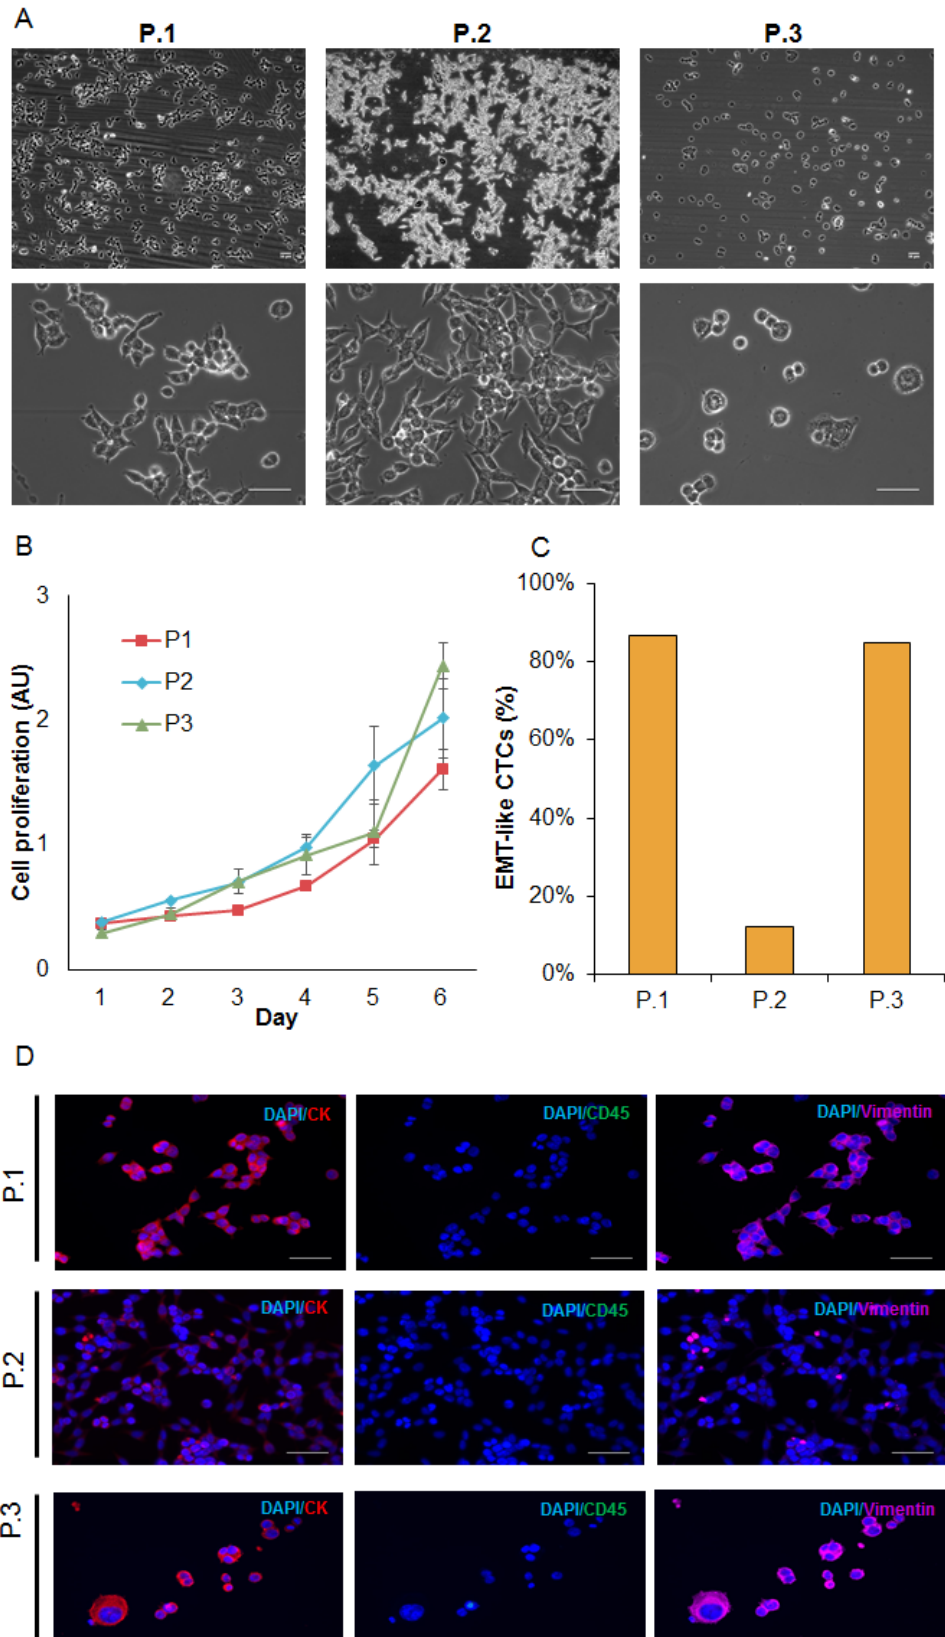 A
P.1
P.2
P.3
B
3
2
1
0
Cell proliferation (AU)
P1
P2
P3
1 2 3 4 5 6
Day
C
100%
80%
60%
40%
20%
0%
EMT-like CTCs (%)
P.1 P.2 P.3
D
P.1
DAPI/CK
DAPI/CD45
DAPI/Vimentin
P.2
DAPI/CK
DAPI/CD45
DAPI/Vimentin
P.3
DAPI/CK
DAPI/CD45
DAPI/Vimentin